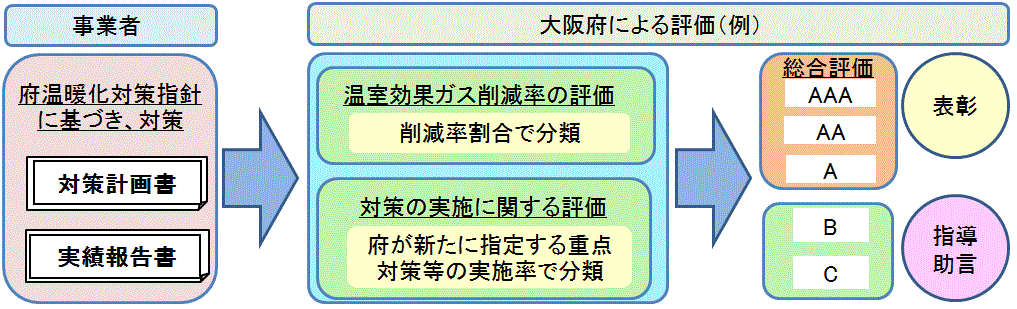 事業者
大阪府による評価（例）
府温暖化対策指針
に基づき、対策
対策計画書
実績報告書
温室効果ガス削減率の評価
削減率割合で分類
対策の実施に関する評価
府が新たに指定する重点
対策等の実施率で分類
総合評価
AAA
AA
A
表彰
B
C
指導
助言